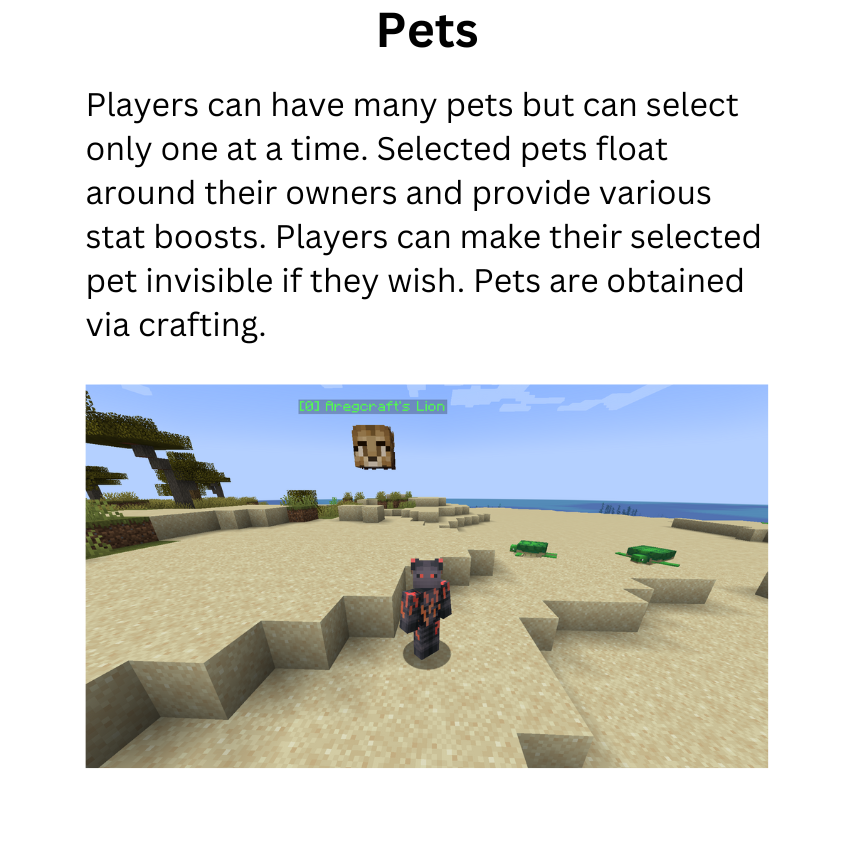 Pets
Players can have many pets but can select
only one at a time. Selected pets float
around their owners and provide various
stat boosts. Players can make their selected
pet invisible if they wish. Pets are obtained
via crafting.
[0] Aregcraft's Lion